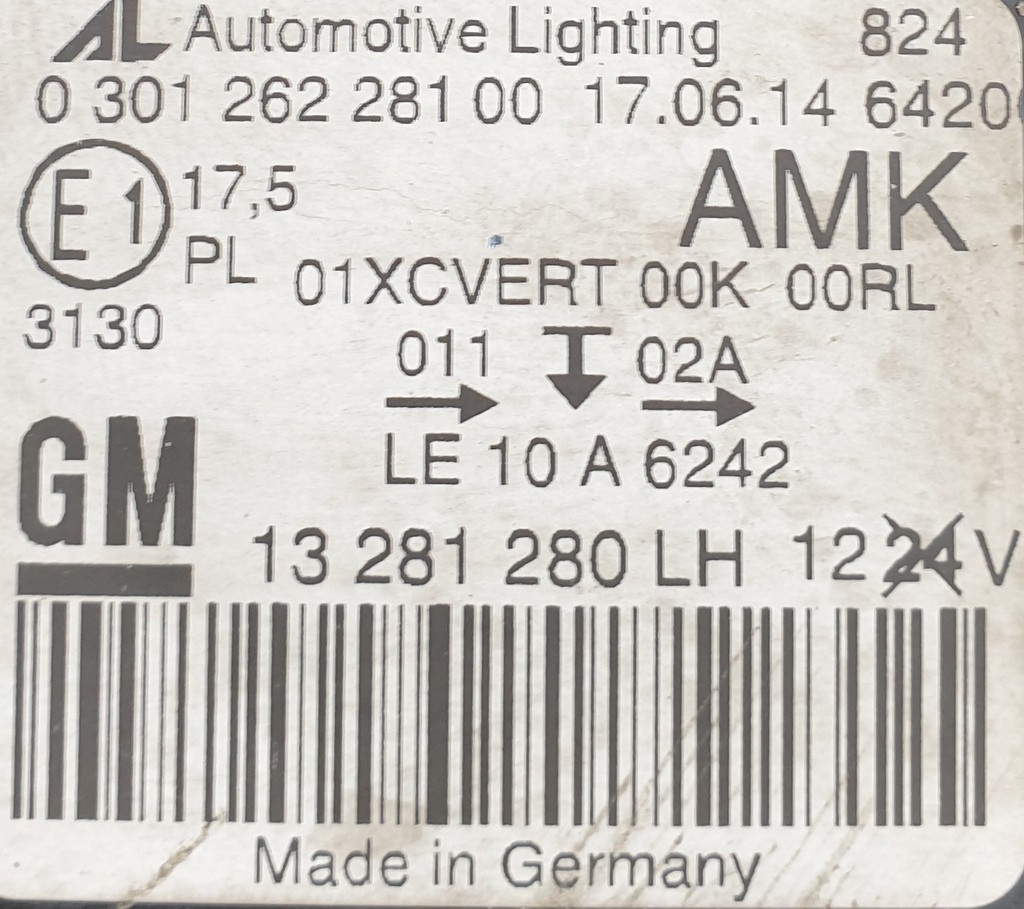 AL Automotive Lighting 824
0 301 262 281 00 17.06.14 6420
E1 17,5 AMK
PL 01XCVERT 00K 00RL
3130
011 02A
LE 10 A 6242
GM
13 281 280 LH 12 24 V
Made in Germany